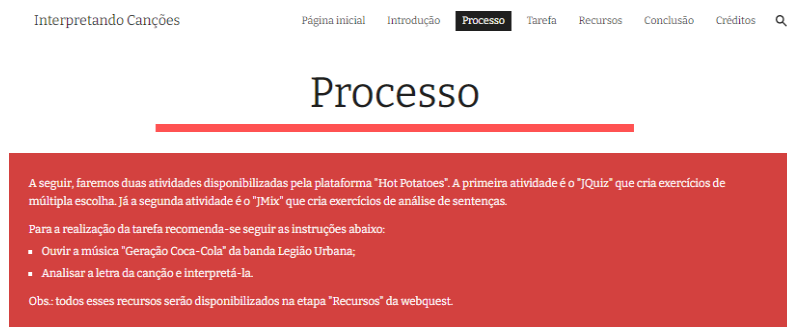 Interpretando Canções
Página inicial
Introdução
Processo
Tarefa
Recursos
Conclusão
Créditos
Processo
A seguir, faremos duas atividades disponibilizadas pela plataforma "Hot Potatoes". A primeira atividade é o "JQuiz" que cria exercícios de
múltipla escolha. Já a segunda atividade é o "JMix" que cria exercícios de análise de sentenças.
Para a realização da tarefa recomenda-se seguir as instruções abaixo:
Ouvir a música "Geração Coca-Cola" da banda Legião Urbana;
Analisar a letra da canção e interpretá-la.
Obs.: todos esses recursos serão disponibilizados na etapa "Recursos" da webquest.